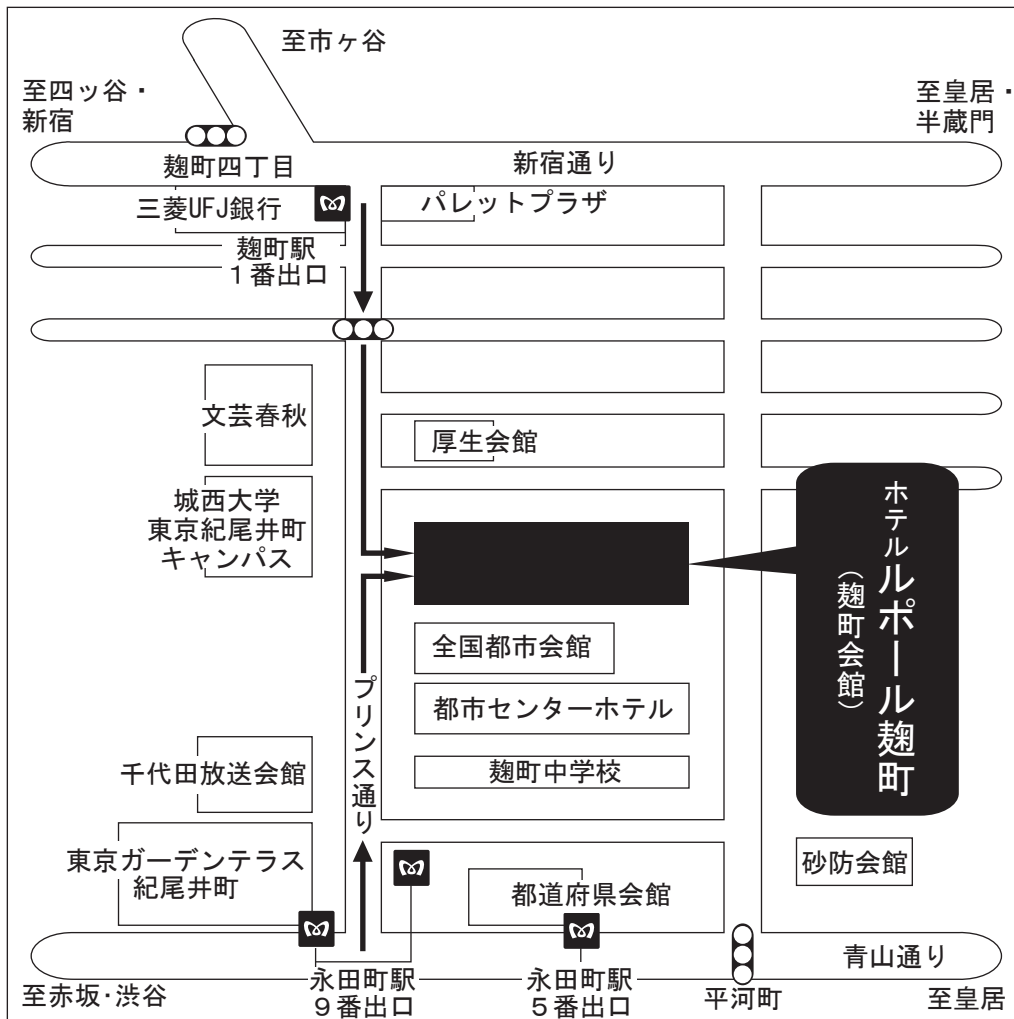 至市ヶ谷
至四ッ谷・
新宿
至皇居・
半蔵門
麹町四丁目
新宿通り
三菱UFJ銀行
パレットプラザ
麹町駅
1番出口
文芸春秋
厚生会館
城西大学
東京紀尾井町
キャンパス
ホテル ルポール麹町
（麹町会館）
全国都市会館
プリンス通り
都市センターホテル
千代田放送会館
麹町中学校
東京ガーデンテラス
紀尾井町
都道府県会館
砂防会館
青山通り
至赤坂・渋谷
永田町駅
9番出口
永田町駅
5番出口
平河町
至皇居